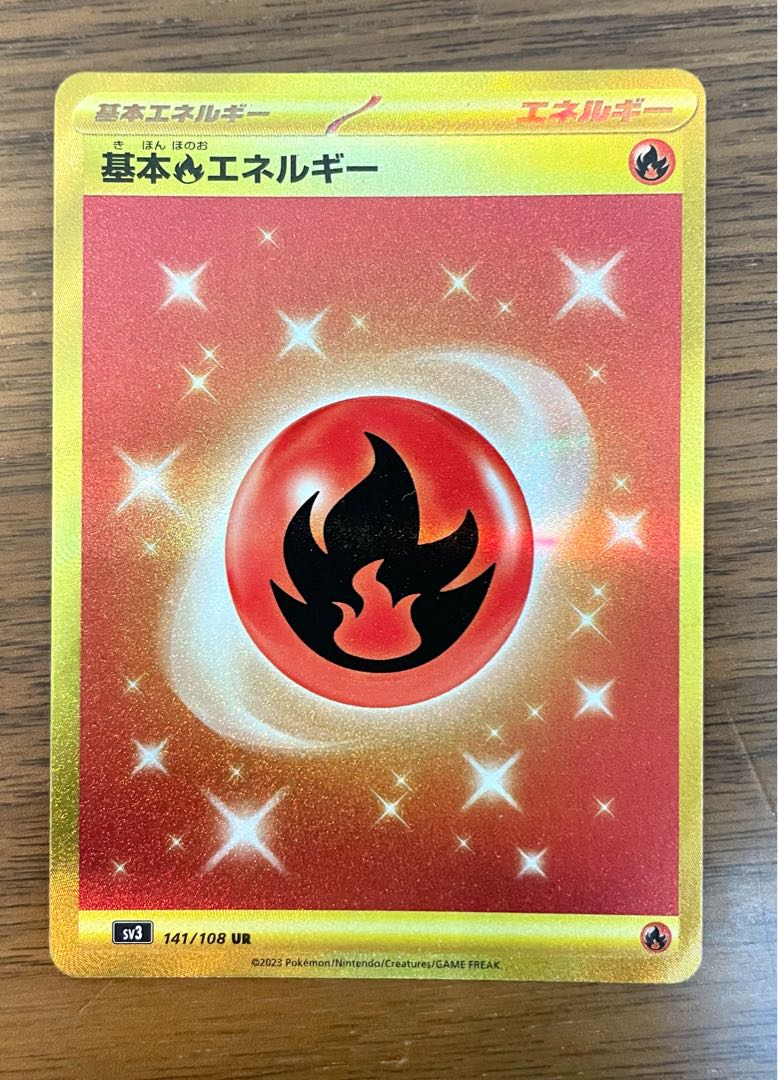 基本エネルギー
エネルギー
き ほん ほのお
基本エネルギー
sv3 141/108 UR
©2023 Pokémon/Nintendo/Creatures/GAME FREAK.